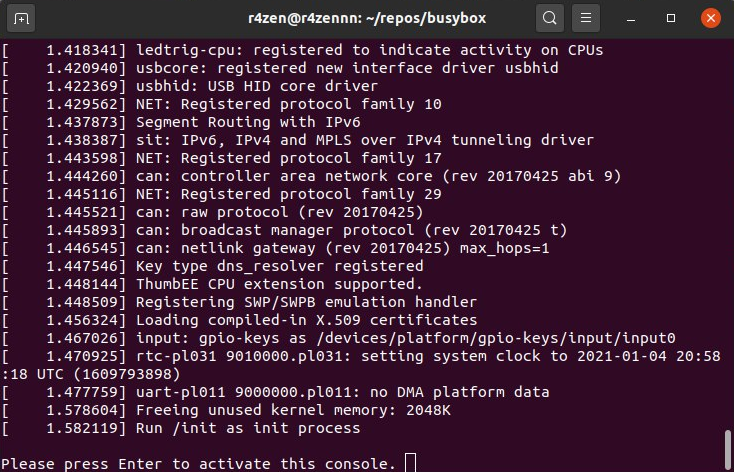 r4zen@r4zennn: ~/repos/busybox
[    1.418341] ledtrig-cpu: registered to indicate activity on CPUs
[    1.420940] usbcore: registered new interface driver usbhid
[    1.422369] usbhid: USB HID core driver
[    1.429562] NET: Registered protocol family 10
[    1.437873] Segment Routing with IPv6
[    1.438387] sit: IPv6, IPv4 and MPLS over IPv4 tunneling driver
[    1.443598] NET: Registered protocol family 17
[    1.444260] can: controller area network core (rev 20170425 abi 9)
[    1.445116] NET: Registered protocol family 29
[    1.445521] can: raw protocol (rev 20170425)
[    1.445893] can: broadcast manager protocol (rev 20170425 t)
[    1.446545] can: netlink gateway (rev 20170425) max_hops=1
[    1.447546] Key type dns_resolver registered
[    1.448144] ThumbEE CPU extension supported.
[    1.448509] Registering SWP/SWPB emulation handler
[    1.456324] Loading compiled-in X.509 certificates
[    1.467026] input: gpio-keys as /devices/platform/gpio-keys/input/input0
[    1.470925] rtc-pl031 9010000.pl031: setting system clock to 2021-01-04 20:58
:18 UTC (1609793898)
[    1.477759] uart-pl011 9000000.pl011: no DMA platform data
[    1.578604] Freeing unused kernel memory: 2048K
[    1.582119] Run /init as init process
Please press Enter to activate this console.